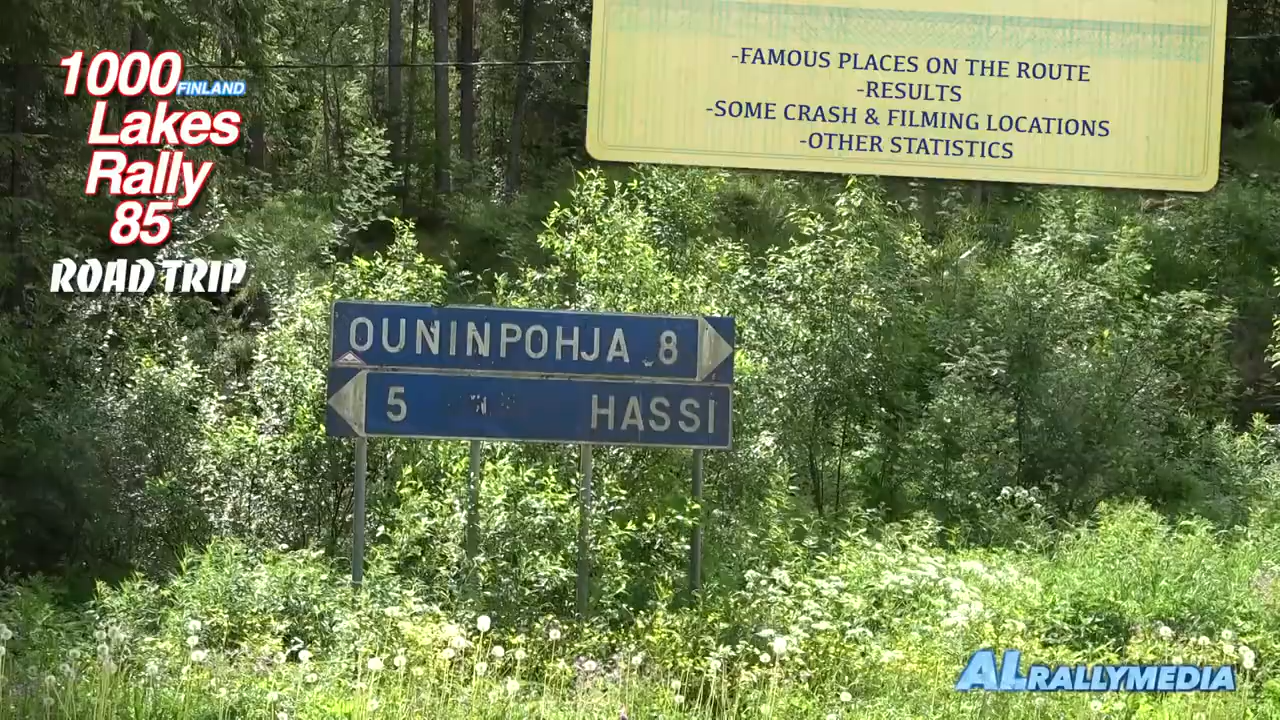 1000
FINLAND
Lakes
Rally
85
ROAD TRIP
-FAMOUS PLACES ON THE ROUTE
-RESULTS
-SOME CRASH & FILMING LOCATIONS
-OTHER STATISTICS
OUNINPOHJA 8
5 HASSI
ALRALLYMEDIA